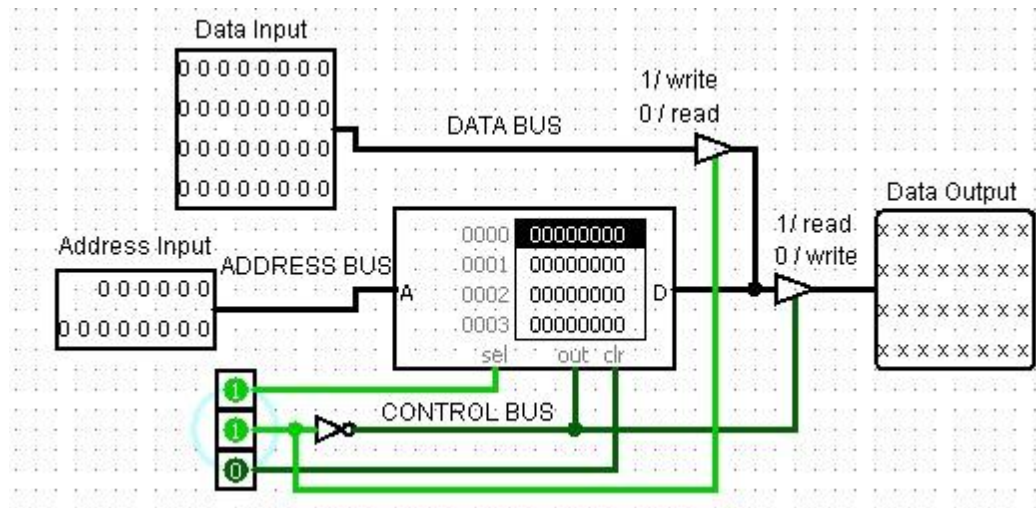 Data Input
0 0 0 0 0 0 0 0
0 0 0 0 0 0 0 0
0 0 0 0 0 0 0 0
0 0 0 0 0 0 0 0
1/ write
0 / read
DATA BUS
Data Output
x x x x x x x x
x x x x x x x x
x x x x x x x x
x x x x x x x x
1/ read
0 / write
Address Input
0 0 0 0 0 0
0 0 0 0 0 0 0 0
ADDRESS BUS
A
0000 00000000
0001 00000000
0002 00000000
0003 00000000
D
sel out clr
1
1
0
CONTROL BUS